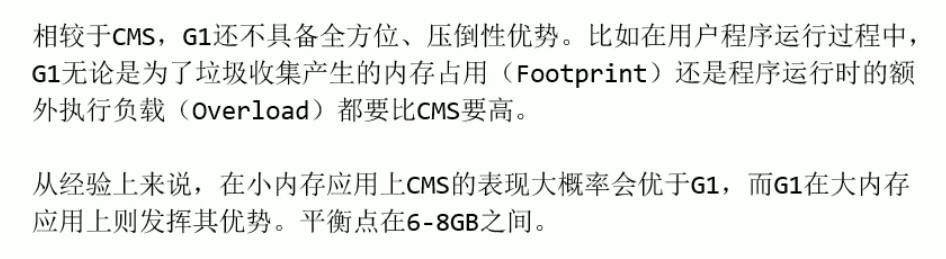 相较于CMS，G1还不具备全方位、压倒性优势。比如在用户程序运行过程中，
G1无论是为了垃圾收集产生的内存占用（Footprint）还是程序运行时的额
外执行负载（Overload）都要比CMS要高。
从经验上来说，在小内存应用上CMS的表现大概率会优于G1，而G1在大内存
应用上则发挥其优势。平衡点在6-8GB之间。